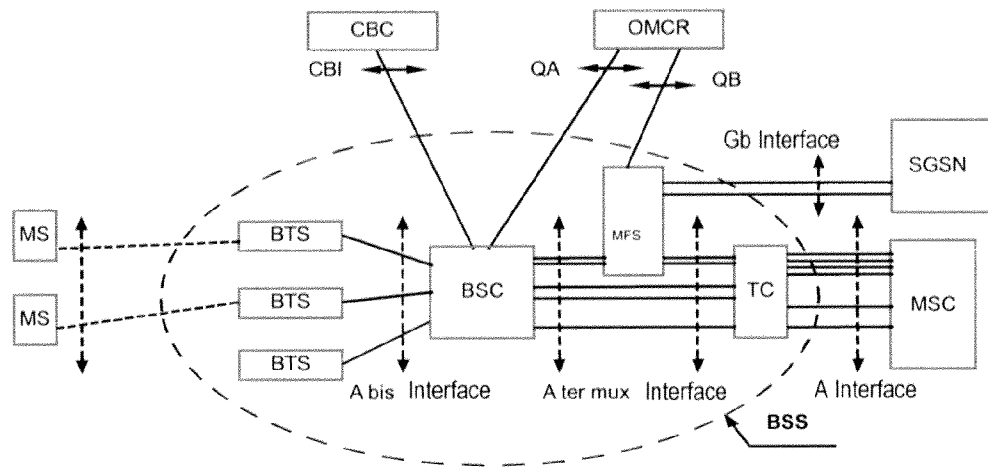 CBC
OMCR
CBI
QA
QB
Gb Interface
SGSN
MS
BTS
MFS
BSC
TC
MSC
MS
BTS
BTS
A bis Interface
A ter mux Interface
A Interface
BSS